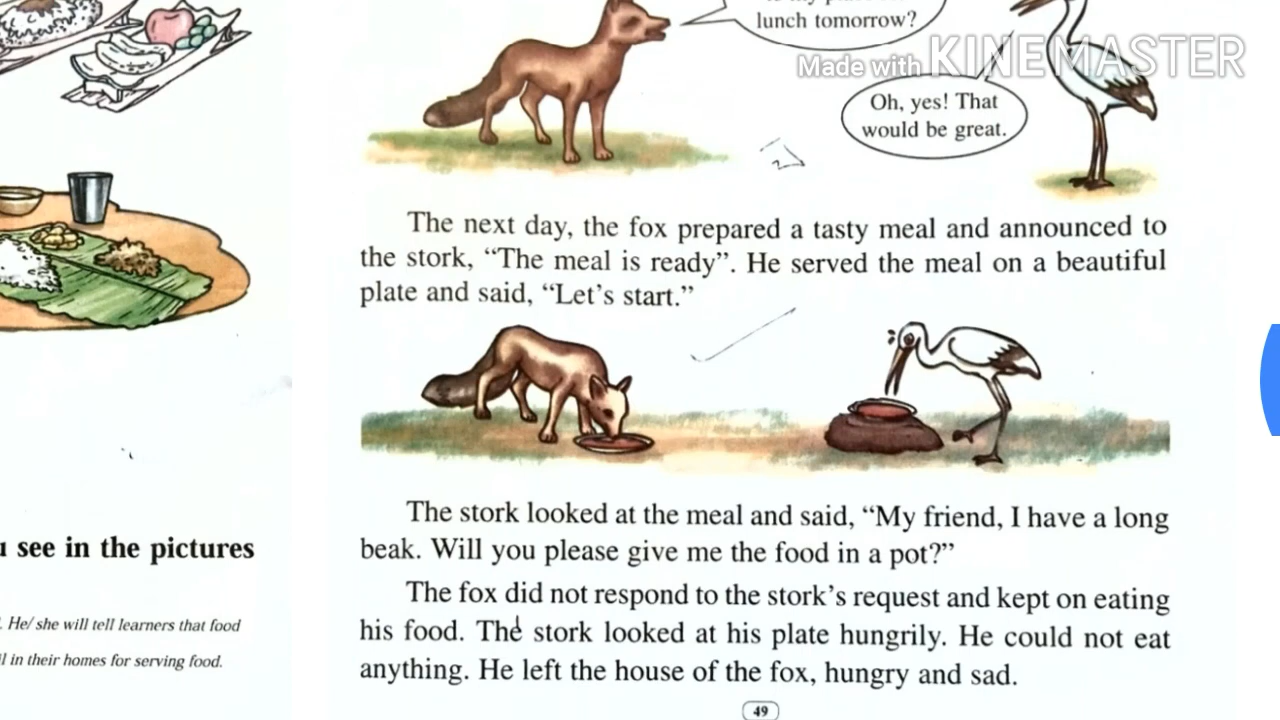 lunch tomorrow?
Made with KINEMASTER
Oh, yes! That
would be great.
The next day, the fox prepared a tasty meal and announced to
the stork, “The meal is ready”. He served the meal on a beautiful
plate and said, “Let’s start.”
The stork looked at the meal and said, “My friend, I have a long
beak. Will you please give me the food in a pot?”
The fox did not respond to the stork’s request and kept on eating
his food. The stork looked at his plate hungrily. He could not eat
anything. He left the house of the fox, hungry and sad.
49
see in the pictures
. He/ she will tell learners that food
l in their homes for serving food.